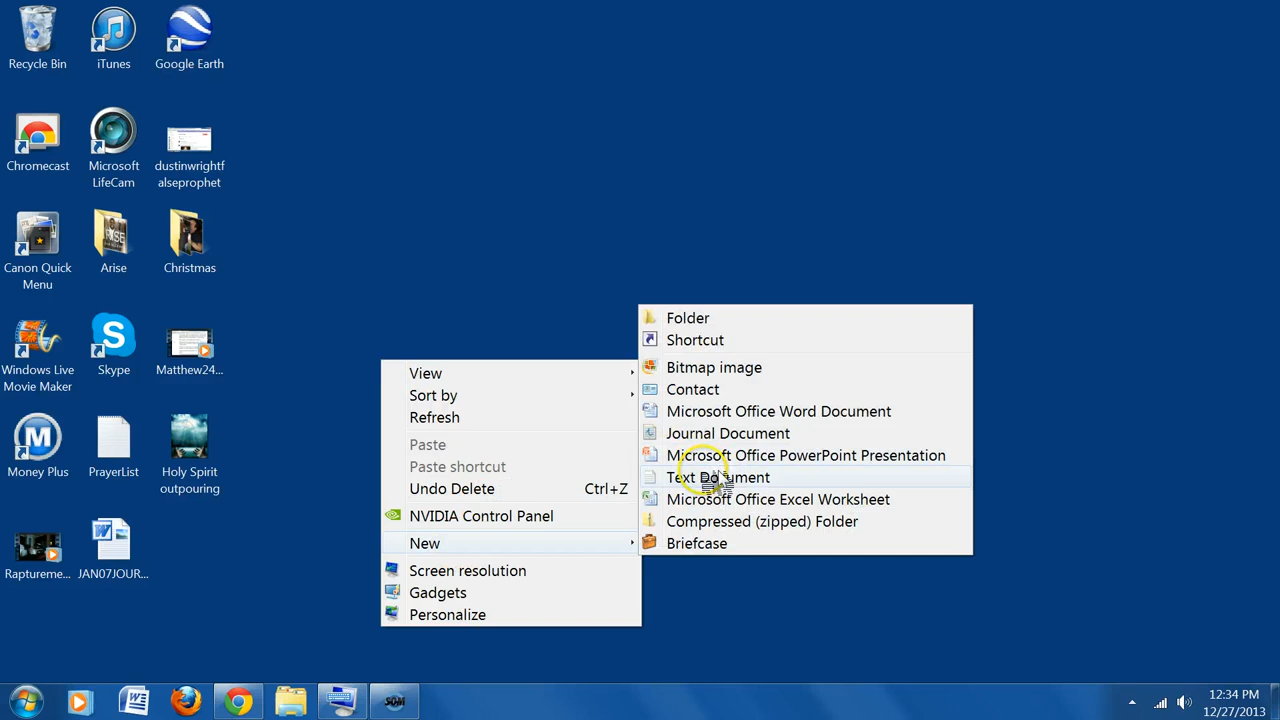 Recycle Bin
iTunes
Google Earth
Chromecast
Microsoft
LifeCam
dustinwrightf
alseprophet
Canon Quick
Menu
Arise
Christmas
Windows Live
Movie Maker
Skype
Matthew24...
Money Plus
PrayerList
Holy Spirit
outpouring
Raptureme...
JAN07JOUR...
View
Sort by
Refresh
Paste
Paste shortcut
Undo Delete Ctrl+Z
NVIDIA Control Panel
New
Screen resolution
Gadgets
Personalize
Folder
Shortcut
Bitmap image
Contact
Microsoft Office Word Document
Journal Document
Microsoft Office PowerPoint Presentation
Text Document
Microsoft Office Excel Worksheet
Compressed (zipped) Folder
Briefcase
SOM
12:34 PM
12/27/2013